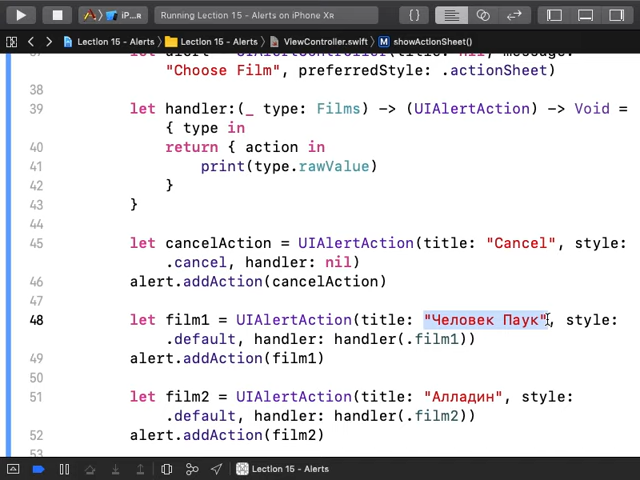 iP...R
Running Lection 15 – Alerts on iPhone XR
Lection 15 – Alerts
Lection 15 – Alerts
ViewController.swift
M
showActionSheet()
"Choose Film", preferredStyle: .actionSheet)
38
39 let handler:(_ type: Films) -> (UIAlertAction) -> Void =
{ type in
40 return { action in
41 print(type.rawValue)
42 }
43 }
44
45 let cancelAction = UIAlertAction(title: "Cancel", style:
.cancel, handler: nil)
46 alert.addAction(cancelAction)
47
48 let film1 = UIAlertAction(title: "Человек Паук", style:
.default, handler: handler(.film1))
49 alert.addAction(film1)
50
51 let film2 = UIAlertAction(title: "Алладин", style:
.default, handler: handler(.film2))
52 alert.addAction(film2)
53
Lection 15 – Alerts